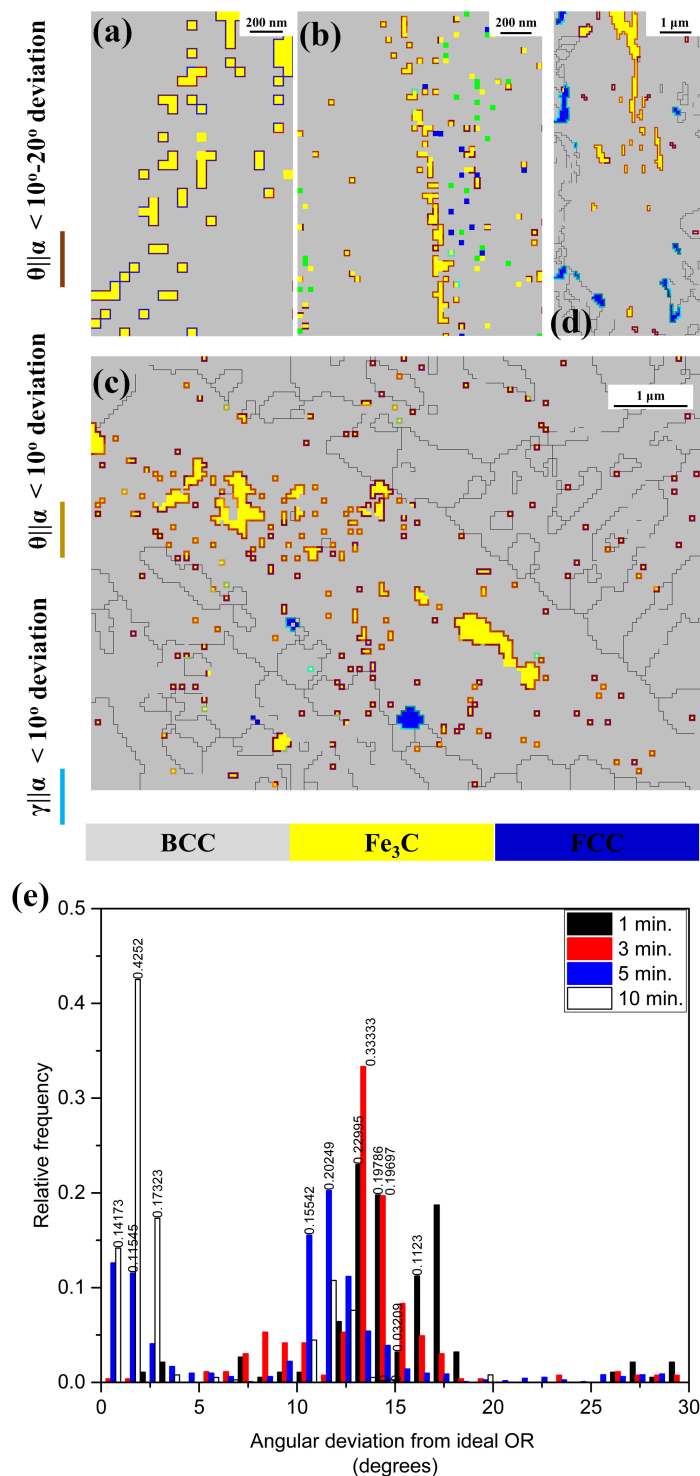 (a)
200 nm
(b)
200 nm
1 μm
(d)
θ||α < 10º-20º deviation
θ||α < 10º deviation
γ||α < 10º deviation
(c)
1 μm
BCC
Fe₃C
FCC
(e)
0.5
0.4
0.3
0.2
0.1
0.0
Relative frequency
1 min.
3 min.
5 min.
10 min.
0.14173
0.11545
0.4252
0.17323
0.15542
0.20249
0.22995
0.33333
0.19786
0.19697
0.03209
0.1123
0 5 10 15 20 25 30
Angular deviation from ideal OR
(degrees)